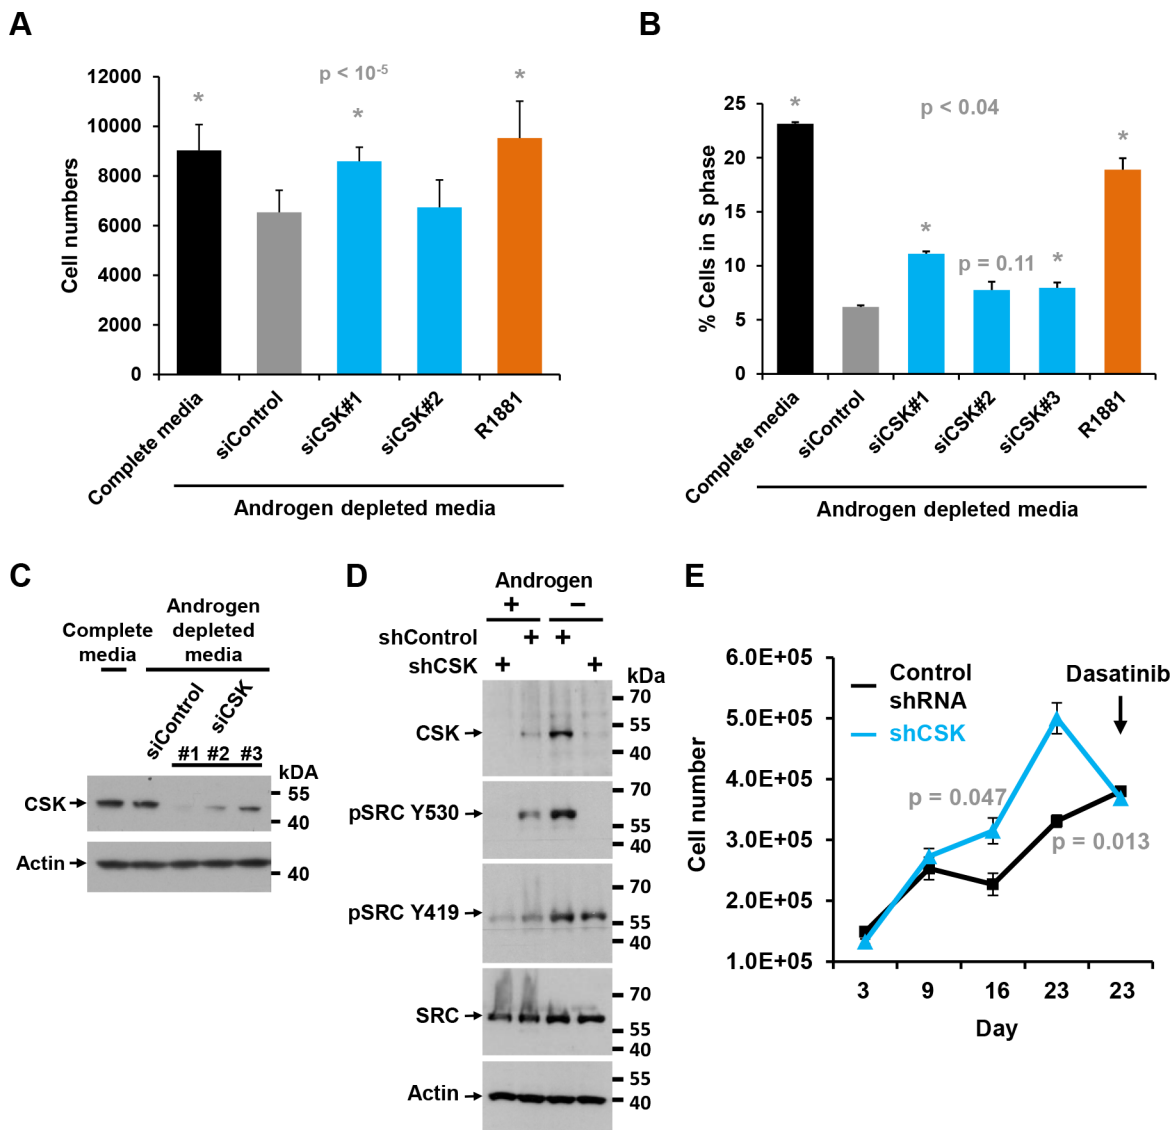 A
12000
10000
8000
6000
4000
2000
0
Cell numbers
*
p < 10-5
*
*
Complete media
siControl
siCSK#1
siCSK#2
R1881
Androgen depleted media
B
25
20
15
10
5
0
% Cells in S phase
*
p < 0.04
*
*
p = 0.11
*
Complete media
siControl
siCSK#1
siCSK#2
siCSK#3
R1881
Androgen depleted media
C
Complete
media
Androgen
depleted
media
siControl
siCSK
#1 #2 #3
kDA
CSK
55
40
Actin
40
D
Androgen
+ −
shControl + +
shCSK + +
kDa
70
CSK
55
40
70
pSRC Y530
55
40
70
pSRC Y419
55
40
70
SRC
55
40
55
Actin
40
E
6.0E+05
5.0E+05
4.0E+05
3.0E+05
2.0E+05
1.0E+05
Cell number
Control
shRNA
shCSK
Dasatinib
p = 0.047
p = 0.013
3 9 16 23 23
Day